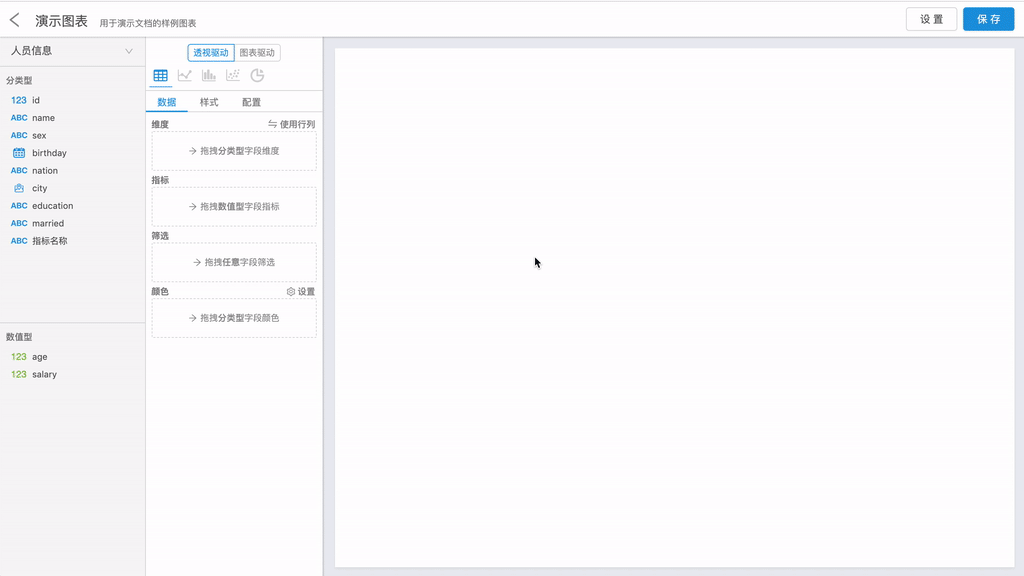 演示图表 用于演示文档的样例图表
设 置
保 存
人员信息
分类型
123 id
ABC name
ABC sex
birthday
ABC nation
city
ABC education
ABC married
ABC 指标名称
数值型
123 age
123 salary
透视驱动 图表驱动
数据 样式 配置
维度 使用行列
拖拽分类型字段维度
指标
拖拽数值型字段指标
筛选
拖拽任意字段筛选
颜色 设置
拖拽分类型字段颜色